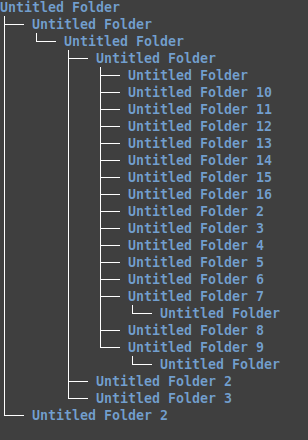 Untitled Folder
Untitled Folder
Untitled Folder
Untitled Folder
Untitled Folder
Untitled Folder 10
Untitled Folder 11
Untitled Folder 12
Untitled Folder 13
Untitled Folder 14
Untitled Folder 15
Untitled Folder 16
Untitled Folder 2
Untitled Folder 3
Untitled Folder 4
Untitled Folder 5
Untitled Folder 6
Untitled Folder 7
Untitled Folder
Untitled Folder 8
Untitled Folder 9
Untitled Folder
Untitled Folder 2
Untitled Folder 3
Untitled Folder 2